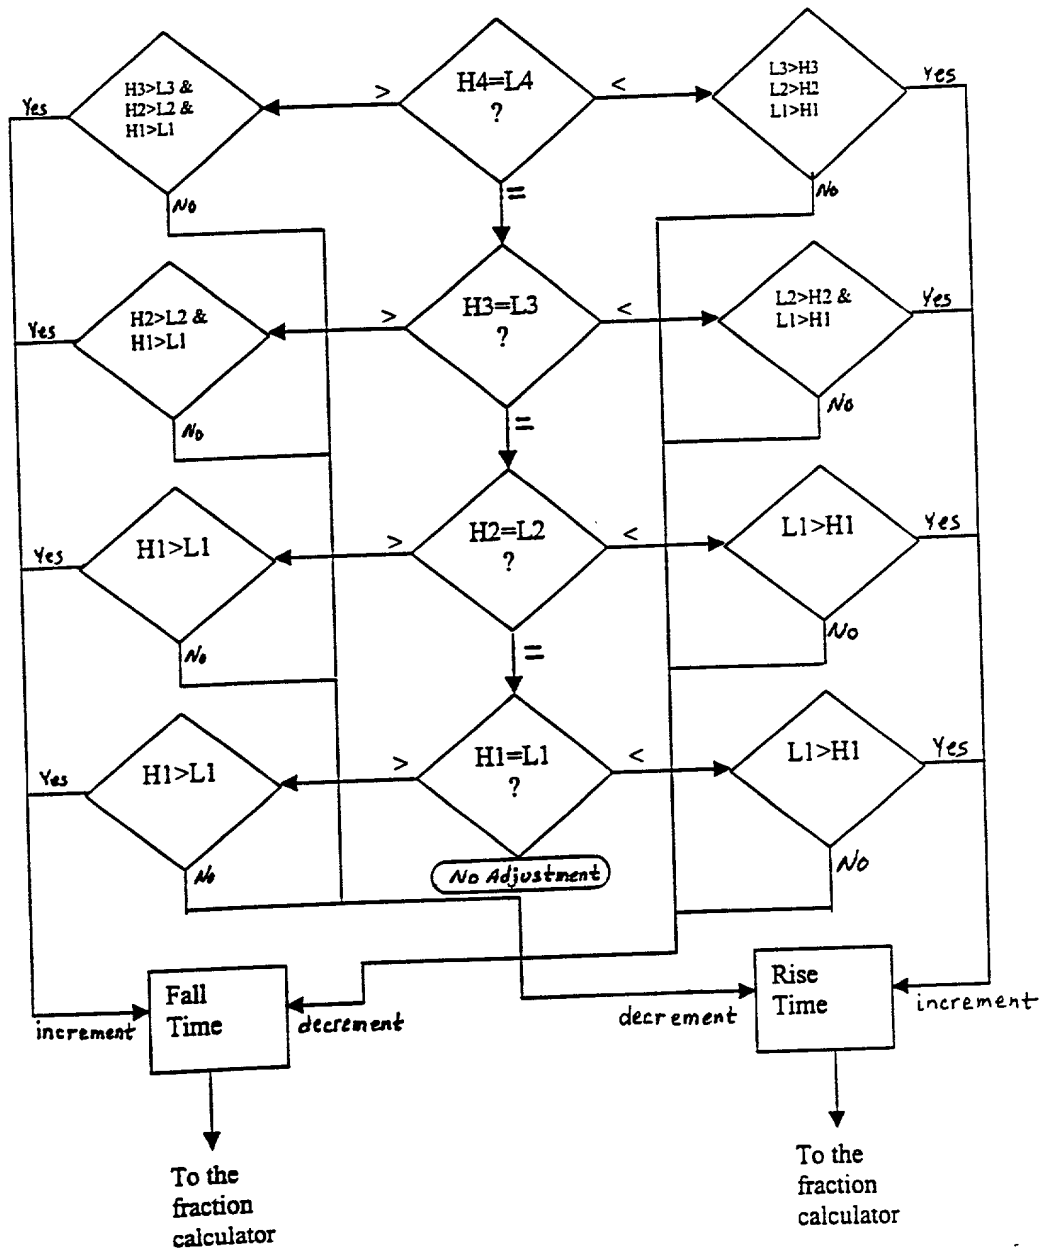 H3>L3 &
H2>L2 &
H1>L1
Yes
No
>
H4=L4
?
<
=
L3>H3
L2>H2
L1>H1
Yes
No
H2>L2 &
H1>L1
Yes
No
>
H3=L3
?
<
=
L2>H2 &
L1>H1
Yes
No
H1>L1
Yes
No
>
H2=L2
?
<
=
L1>H1
Yes
No
H1>L1
Yes
No
>
H1=L1
?
<
L1>H1
Yes
No
No Adjustment
Fall
Time
increment
decrement
Rise
Time
decrement
increment
To the
fraction
calculator
To the
fraction
calculator